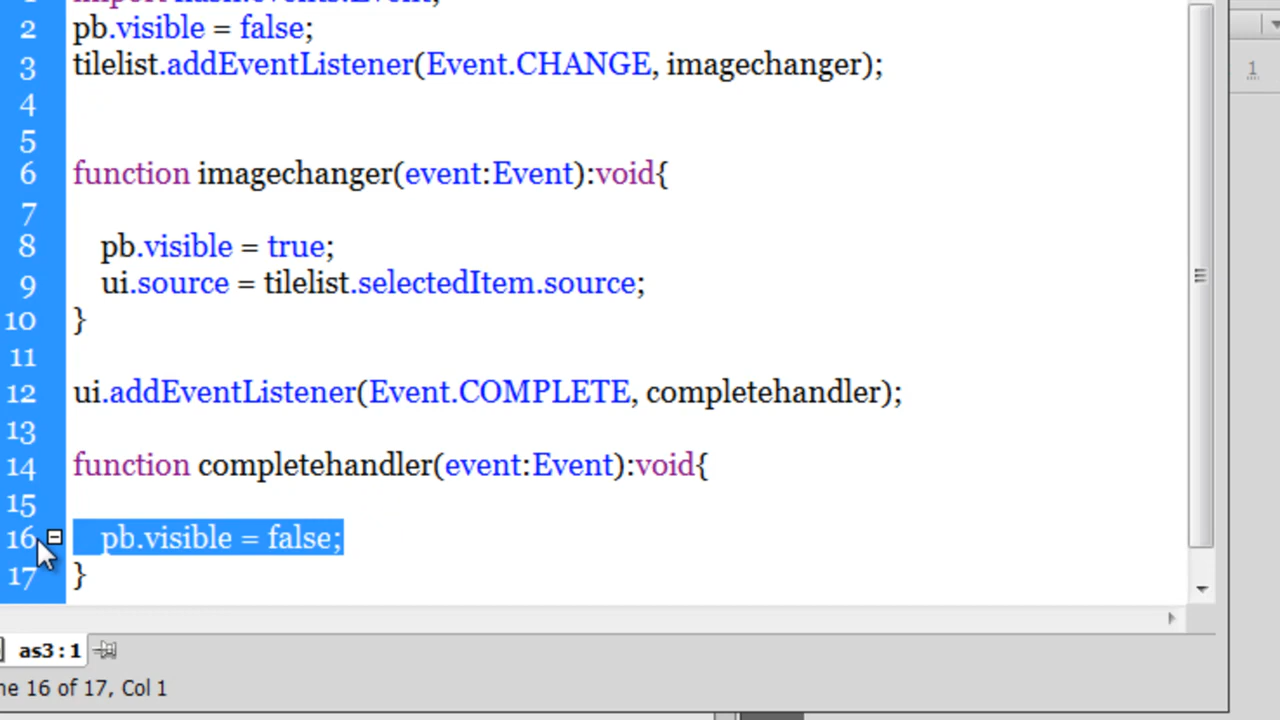 2 pb.visible = false;
3 tilelist.addEventListener(Event.CHANGE, imagechanger);
4
5
6 function imagechanger(event:Event):void{
7
8 pb.visible = true;
9 ui.source = tilelist.selectedItem.source;
10 }
11
12 ui.addEventListener(Event.COMPLETE, completehandler);
13
14 function completehandler(event:Event):void{
15
16 pb.visible = false;
17 }
1
as3:1
16 of 17, Col 1